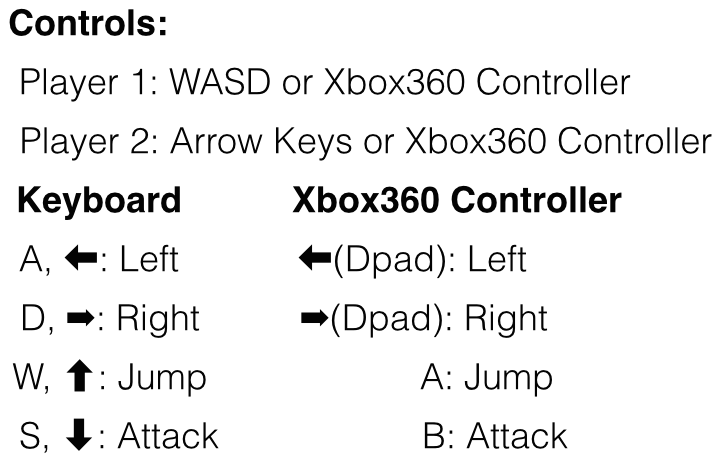 Controls:
Player 1: WASD or Xbox360 Controller
Player 2: Arrow Keys or Xbox360 Controller
Keyboard Xbox360 Controller
A, ⬅: Left ⬅(Dpad): Left
D, ➡: Right ➡(Dpad): Right
W, ⬆: Jump A: Jump
S, ⬇: Attack B: Attack